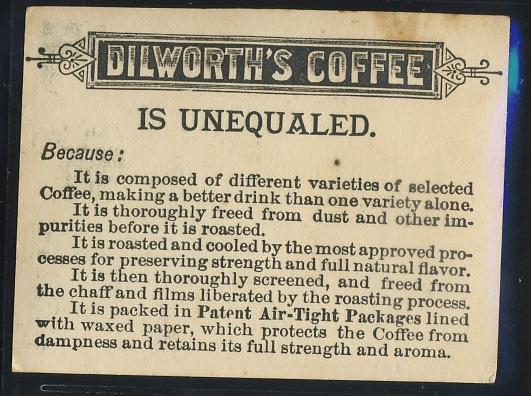 DILWORTH'S COFFEE
IS UNEQUALED.
Because:
It is composed of different varieties of selected
Coffee, making a better drink than one variety alone.
It is thoroughly freed from dust and other im-
purities before it is roasted.
It is roasted and cooled by the most approved pro-
cesses for preserving strength and full natural flavor.
It is then thoroughly screened, and freed from
the chaff and films liberated by the roasting process.
It is packed in Patent Air-Tight Packages lined
with waxed paper, which protects the Coffee from
dampness and retains its full strength and aroma.